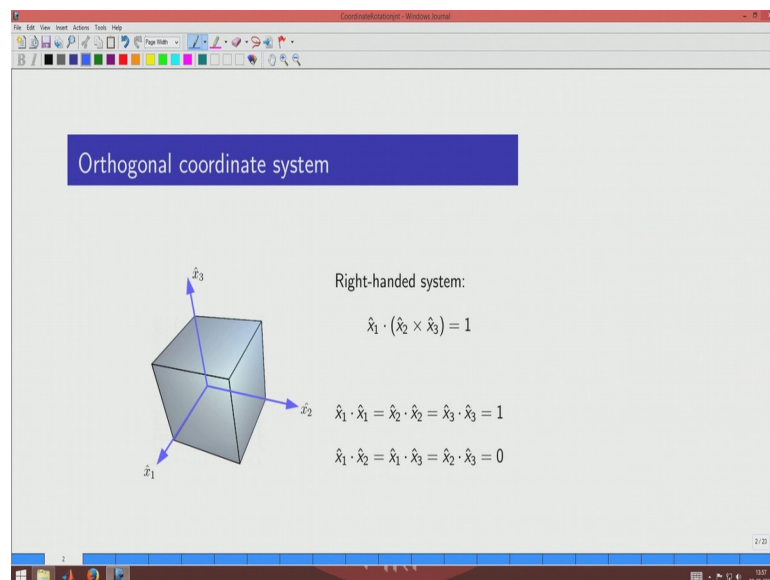 CoordinateRotationjnt - Windows Journal
File Edit View Insert Actions Tools Help
Page Width
B I
Orthogonal coordinate system
x̂₃
Right-handed system:
x̂₁ · (x̂₂ × x̂₃) = 1
x̂₂
x̂₁ · x̂₁ = x̂₂ · x̂₂ = x̂₃ · x̂₃ = 1
x̂₁ · x̂₂ = x̂₁ · x̂₃ = x̂₂ · x̂₃ = 0
x̂₁
2 / 23
2
13:57